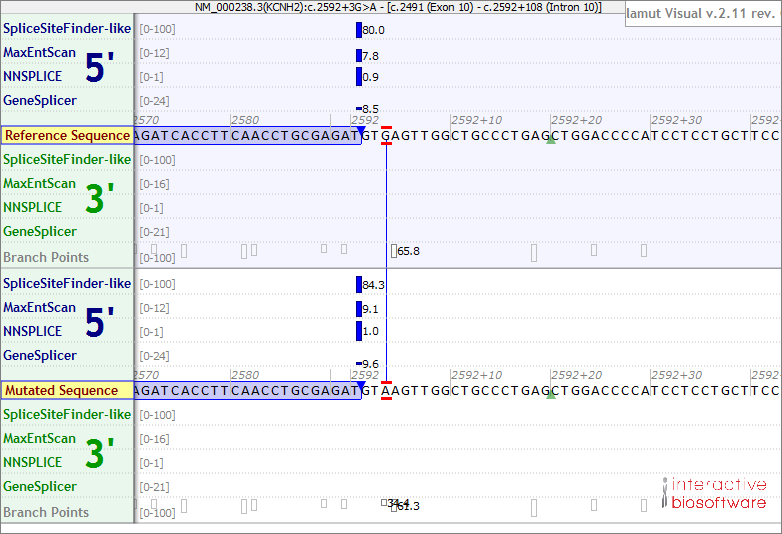 NM_000238.3(KCNH2):c.2592+3G>A - [c.2491 (Exon 10) - c.2592+108 (Intron 10)]
lamut Visual v.2.11 rev.
SpliceSiteFinder-like [0-100] 80.0
MaxEntScan [0-12] 7.8
5'
NNSPLICE [0-1] 0.9
GeneSplicer [0-24] 8.5
2570 2580 2592 2592+10 2592+20 2592+30 2592+
Reference Sequence AGATCACCTTCAACCTGCGAGATGTGAGTTGGCTGCCCTGAGCTGGACCCCATCCTCCTGCTTCC
SpliceSiteFinder-like [0-100]
MaxEntScan [0-16]
3'
NNSPLICE [0-1]
GeneSplicer [0-21]
Branch Points [0-100] 65.8
SpliceSiteFinder-like [0-100] 84.3
MaxEntScan [0-12] 9.1
5'
NNSPLICE [0-1] 1.0
GeneSplicer [0-24] 9.6
2570 2580 2592 2592+10 2592+20 2592+30 2592+
Mutated Sequence AGATCACCTTCAACCTGCGAGATGTAAGTTGGCTGCCCTGAGCTGGACCCCATCCTCCTGCTTCC
SpliceSiteFinder-like [0-100]
MaxEntScan [0-16]
3'
NNSPLICE [0-1]
GeneSplicer [0-21]
Branch Points [0-100]
interactive
biosoftware